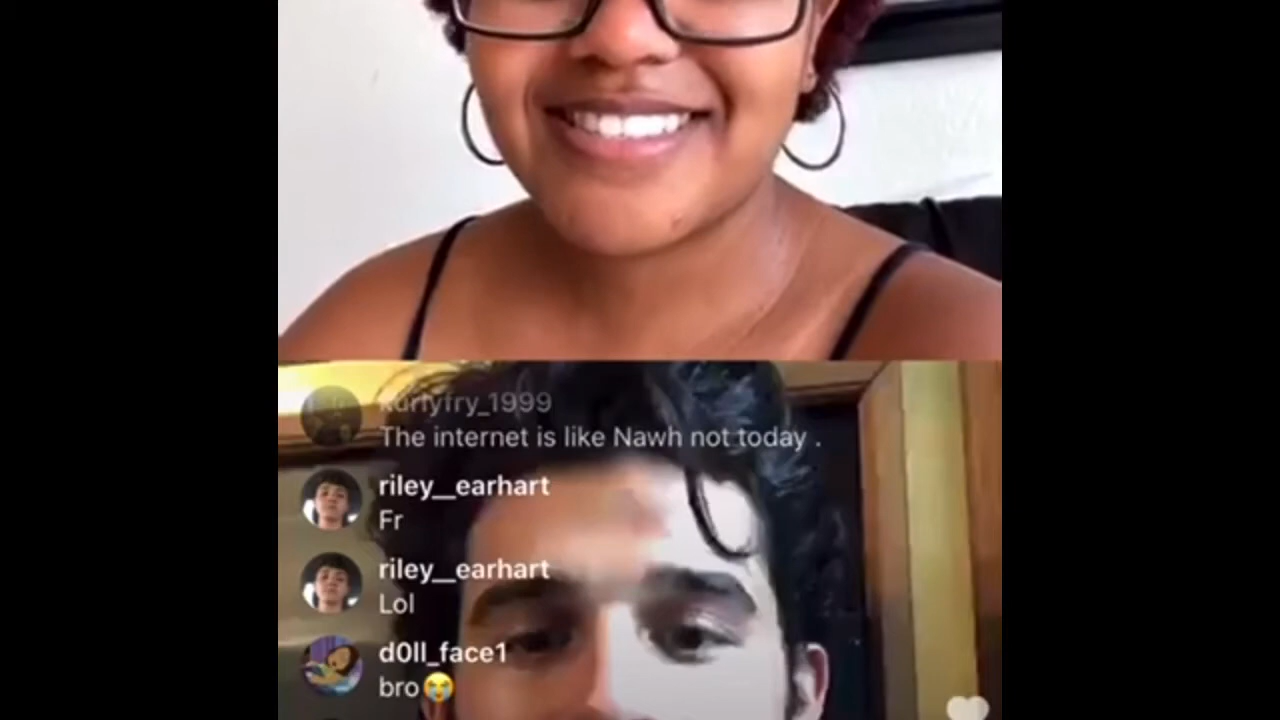 kurlyfry_1999
The internet is like Nawh not today .
riley__earhart
Fr
riley__earhart
Lol
d0ll_face1
bro😭